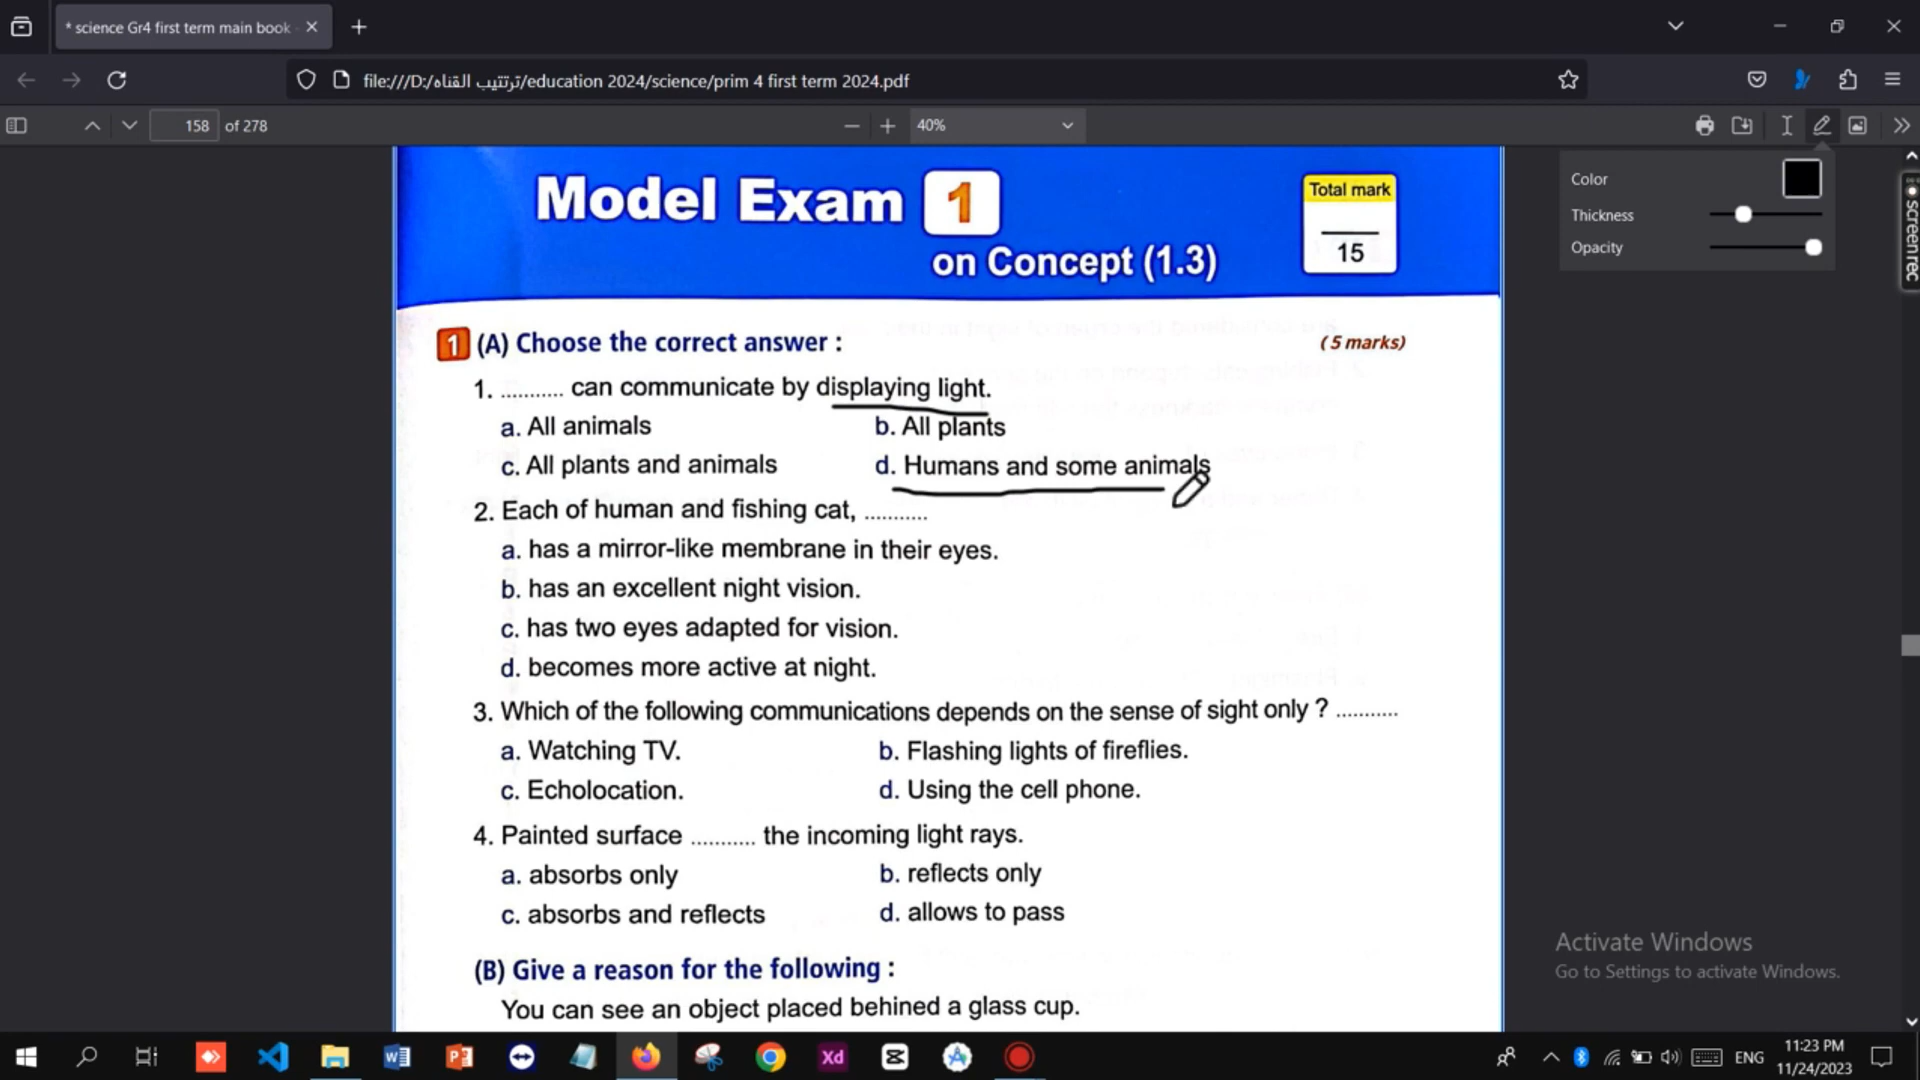 * science Gr4 first term main book
file:///D:/ترتتيب القناه/education 2024/science/prim 4 first term 2024.pdf
158 of 278
40%
Color
Thickness
Opacity
screenrec
Model Exam 1
on Concept (1.3)
Total mark
15
1 (A) Choose the correct answer : (5 marks)
1. ........... can communicate by displaying light.
a. All animals b. All plants
c. All plants and animals d. Humans and some animals
2. Each of human and fishing cat, ...........
a. has a mirror-like membrane in their eyes.
b. has an excellent night vision.
c. has two eyes adapted for vision.
d. becomes more active at night.
3. Which of the following communications depends on the sense of sight only ? ...........
a. Watching TV. b. Flashing lights of fireflies.
c. Echolocation. d. Using the cell phone.
4. Painted surface ........... the incoming light rays.
a. absorbs only b. reflects only
c. absorbs and reflects d. allows to pass
(B) Give a reason for the following :
You can see an object placed behined a glass cup.
Activate Windows
Go to Settings to activate Windows.
Xd
ENG
11:23 PM
11/24/2023